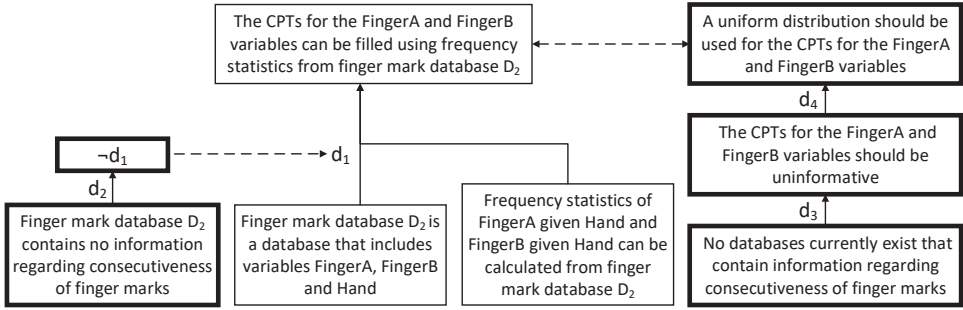 The CPTs for the FingerA and FingerB
variables can be filled using frequency
statistics from finger mark database D₂
A uniform distribution should be
used for the CPTs for the FingerA
and FingerB variables
d₄
¬d₁
d₁
The CPTs for the FingerA and
FingerB variables should be
uninformative
d₂
d₃
Finger mark database D₂
contains no information
regarding consecutiveness
of finger marks
Finger mark database D₂ is
a database that includes
variables FingerA, FingerB
and Hand
Frequency statistics of
FingerA given Hand and
FingerB given Hand can be
calculated from finger
mark database D₂
No databases currently exist that
contain information regarding
consecutiveness of finger marks